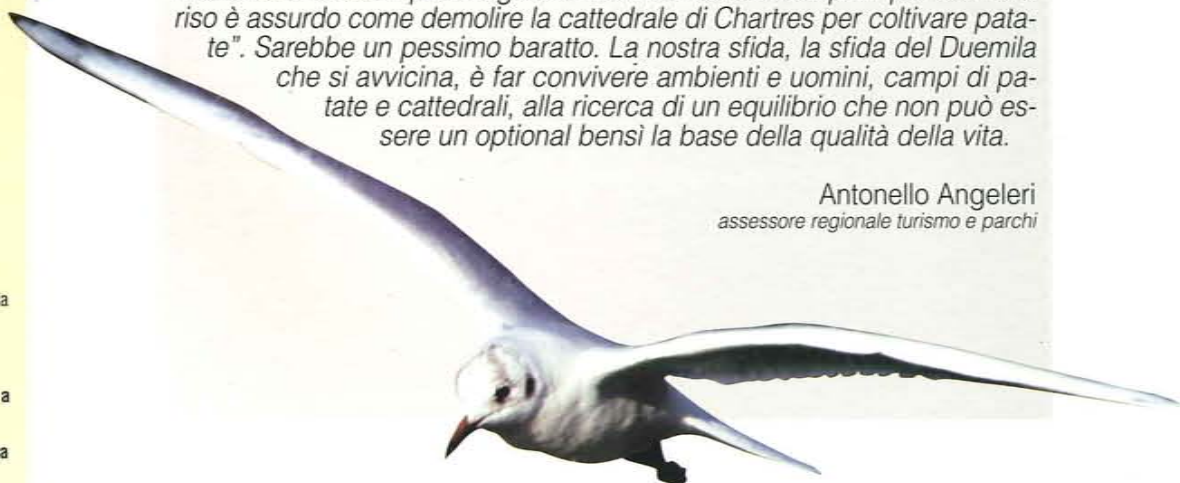 riso è assurdo come demolire la cattedrale di Chartres per coltivare pata-
te”. Sarebbe un pessimo baratto. La nostra sfida, la sfida del Duemila
che si avvicina, è far convivere ambienti e uomini, campi di pa-
tate e cattedrali, alla ricerca di un equilibrio che non può es-
sere un optional bensì la base della qualità della vita.
Antonello Angeleri
assessore regionale turismo e parchi
a
a
a